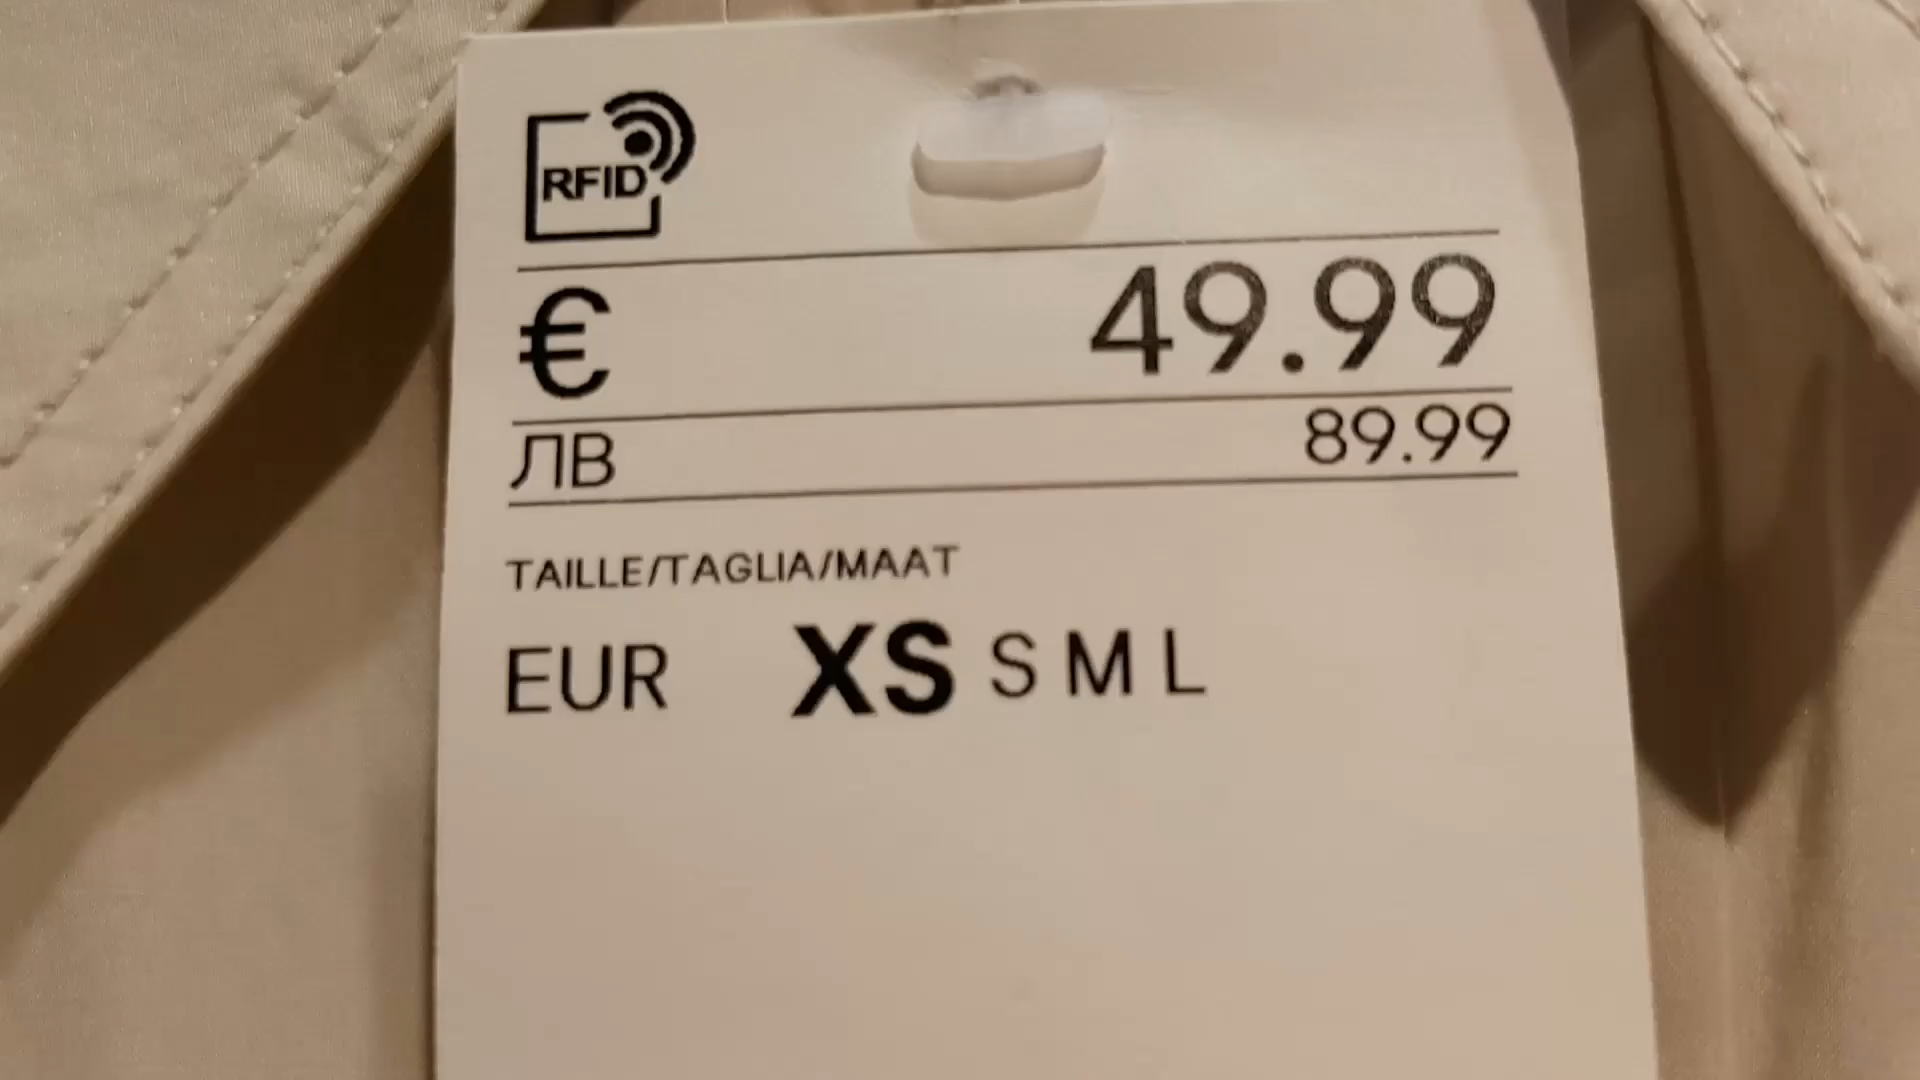 RFID
€ 49.99
ЛВ 89.99
TAILLE/TAGLIA/MAAT
EUR XS S M L